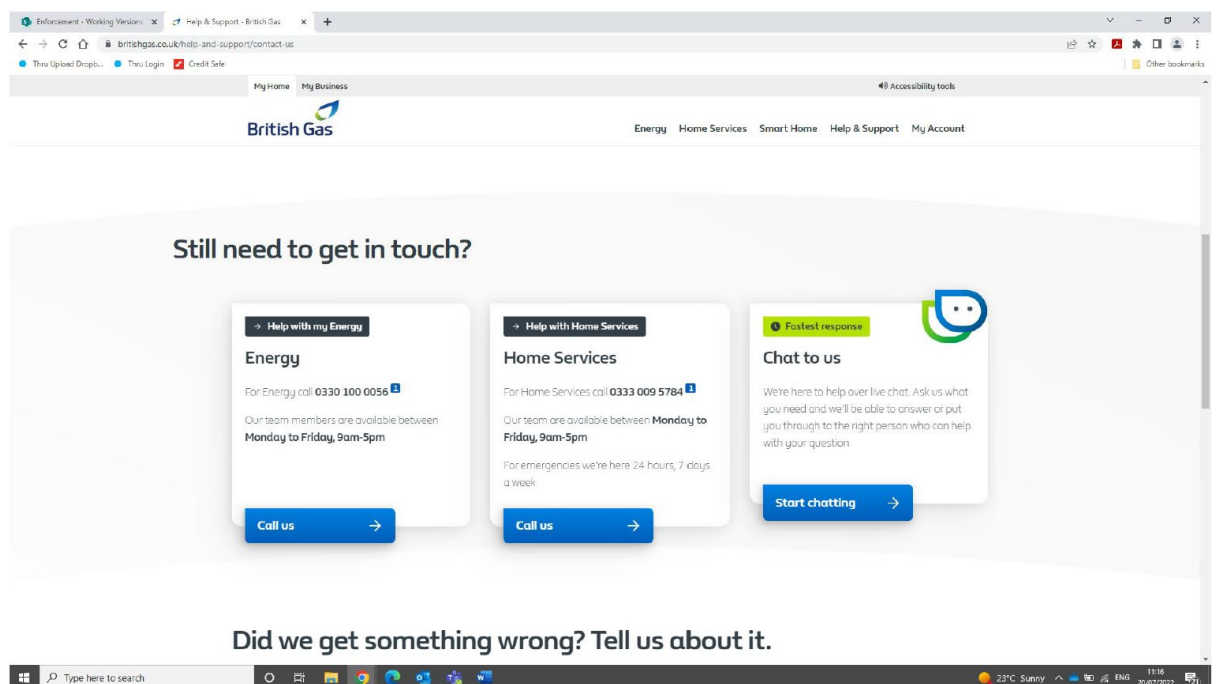 Enforcement - Working Versions
Help & Support - British Gas
britishgas.co.uk/help-and-support/contact-us
Thru Upload Dropb...
Thru Login
Credit Safe
Other bookmarks
My Home
My Business
Accessibility tools
British Gas
Energy
Home Services
Smart Home
Help & Support
My Account
Still need to get in touch?
→ Help with my Energy
Energy
For Energy call 0330 100 0056 1
Our team members are available between
Monday to Friday, 9am-5pm
Call us →
→ Help with Home Services
Home Services
For Home Services call 0333 009 5784 1
Our team are available between Monday to
Friday, 9am-5pm
For emergencies we're here 24 hours, 7 days
a week
Call us →
Fastest response
Chat to us
We're here to help over live chat. Ask us what
you need and we'll be able to answer or put
you through to the right person who can help
with your question
Start chatting →
Did we get something wrong? Tell us about it.
Type here to search
23°C Sunny
ENG
11:16
20/07/2022